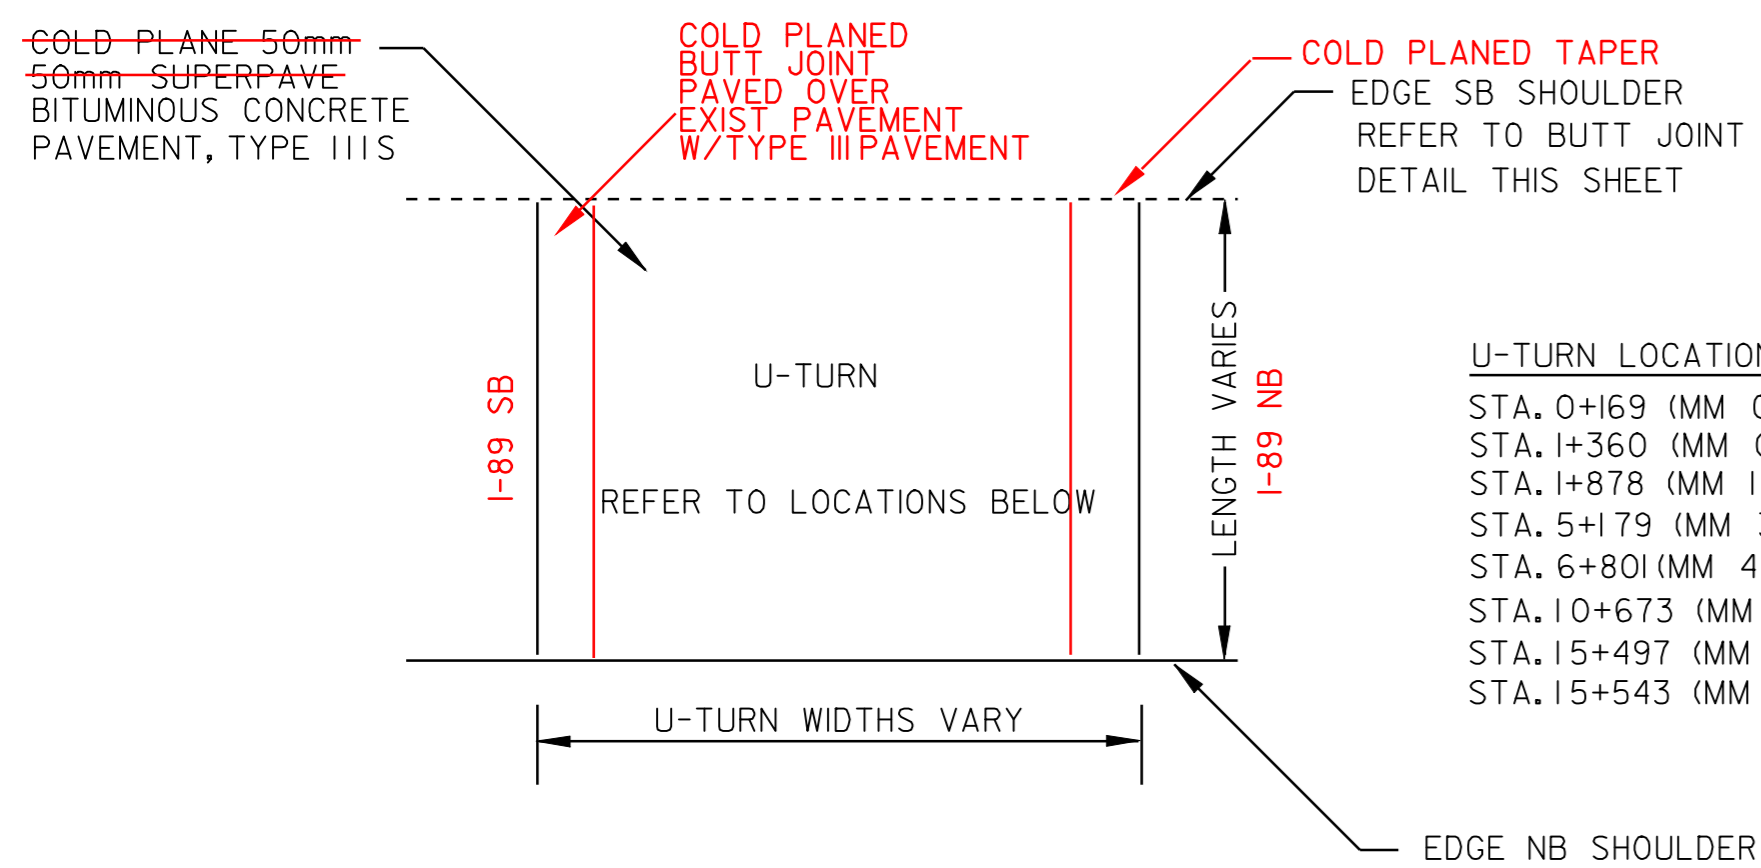 COLD PLANE 50mm
50mm SUPERPAVE
BITUMINOUS CONCRETE
PAVEMENT, TYPE IIIS
COLD PLANED
BUTT JOINT
PAVED OVER
EXIST PAVEMENT
W/TYPE III PAVEMENT
COLD PLANED TAPER
EDGE SB SHOULDER
REFER TO BUTT JOINT
DETAIL THIS SHEET
I-89 SB
U-TURN
REFER TO LOCATIONS BELOW
LENGTH VARIES
I-89 NB
U-TURN WIDTHS VARY
EDGE NB SHOULDER
U-TURN LOCATION
STA. 0+169 (MM
STA. 1+360 (MM
STA. 1+878 (MM 1
STA. 5+179 (MM
STA. 6+801 (MM 4
STA. 10+673 (MM
STA. 15+497 (MM
STA. 15+543 (MM